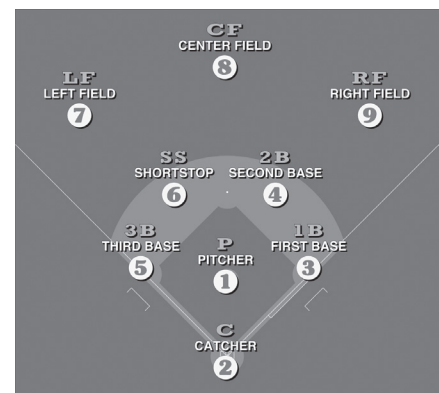 CF
CENTER FIELD
8
LF
LEFT FIELD
7
RF
RIGHT FIELD
9
SS
SHORTSTOP
6
2B
SECOND BASE
4
3B
THIRD BASE
5
P
PITCHER
1
1B
FIRST BASE
3
C
CATCHER
2